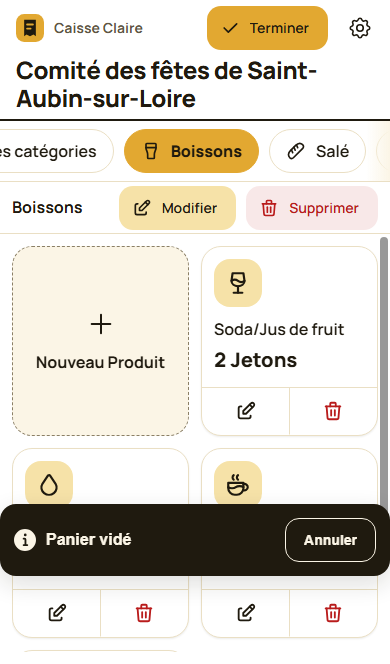 Caisse Claire
Terminer
Comité des fêtes de Saint-
Aubin-sur-Loire
es catégories
Boissons
Salé
Boissons
Modifier
Supprimer
Nouveau Produit
Soda/Jus de fruit
2 Jetons
Panier vidé
Annuler